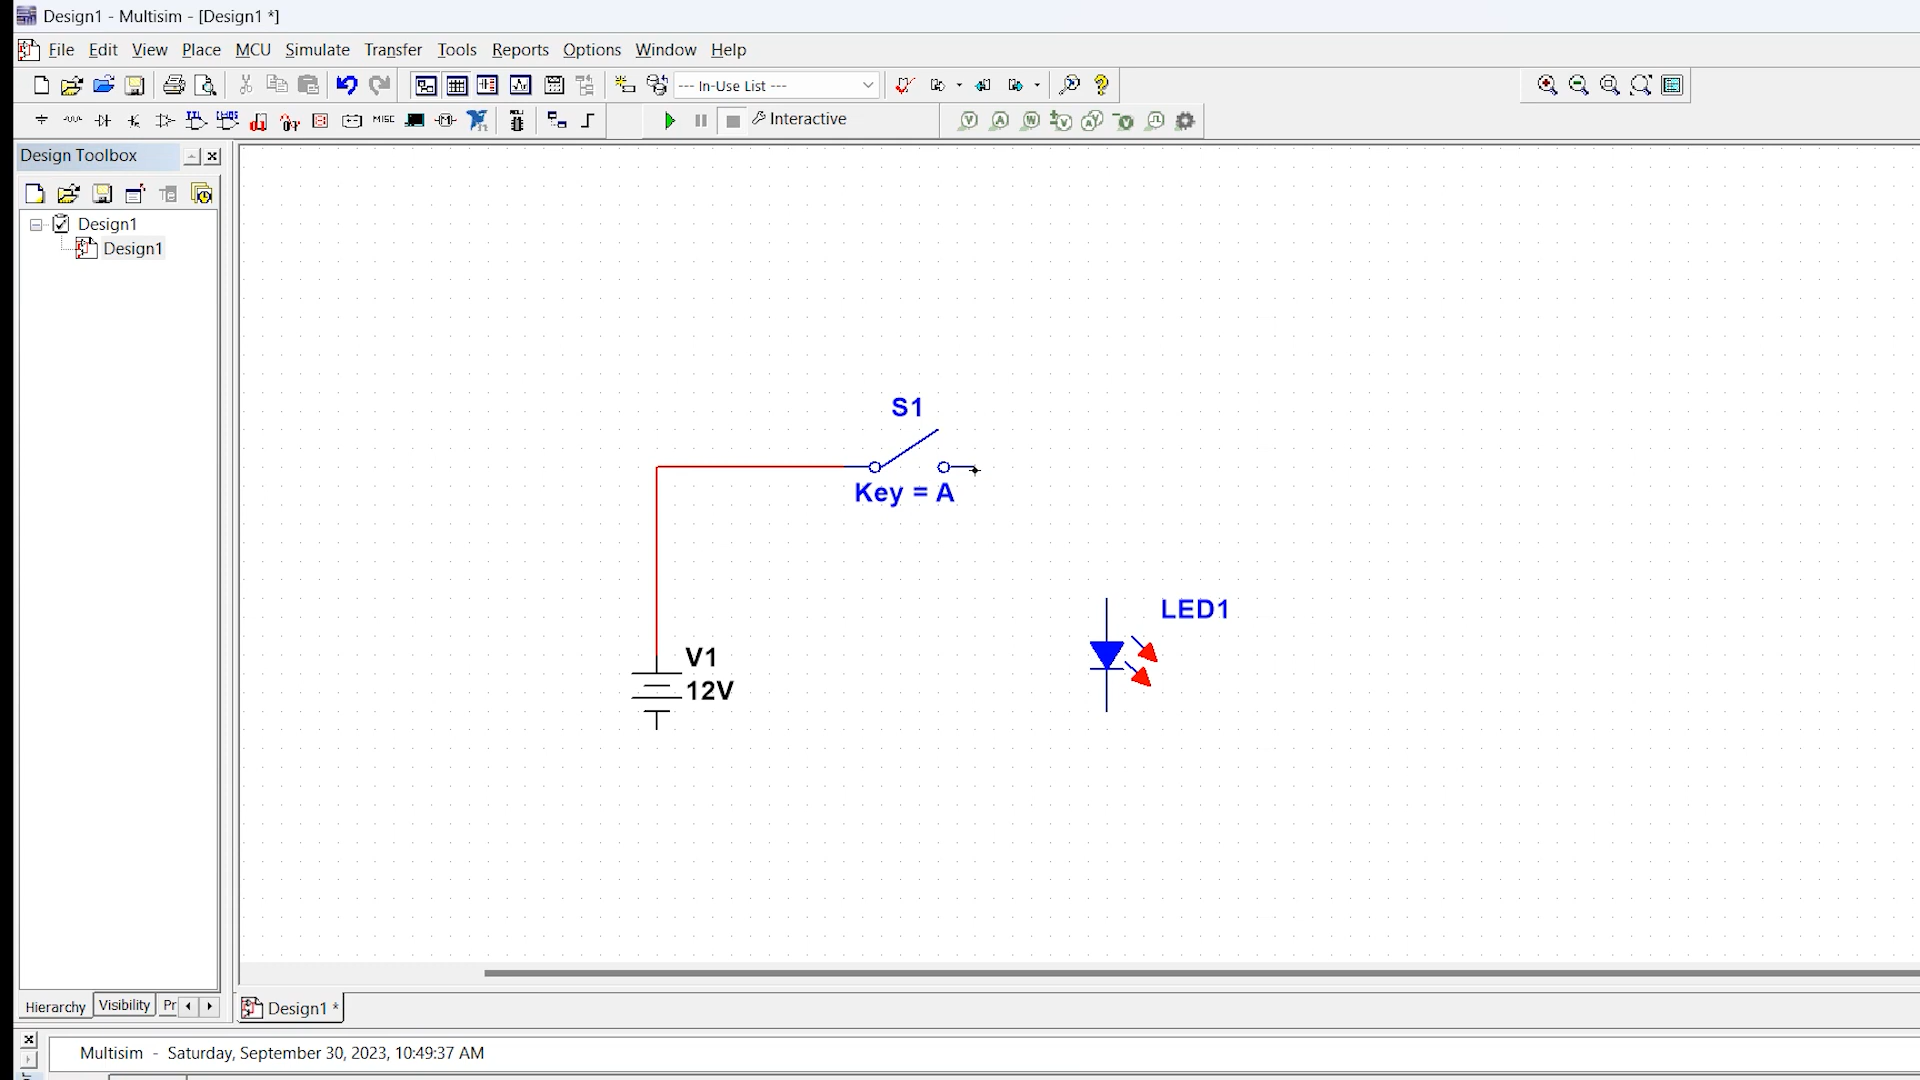 Design1 - Multisim - [Design1 *]
File Edit View Place MCU Simulate Transfer Tools Reports Options Window Help
--- In-Use List ---
MISC Interactive
Design Toolbox
Design1
Design1
S1
Key = A
LED1
V1
12V
Hierarchy Visibility Pr
Design1 *
Multisim - Saturday, September 30, 2023, 10:49:37 AM